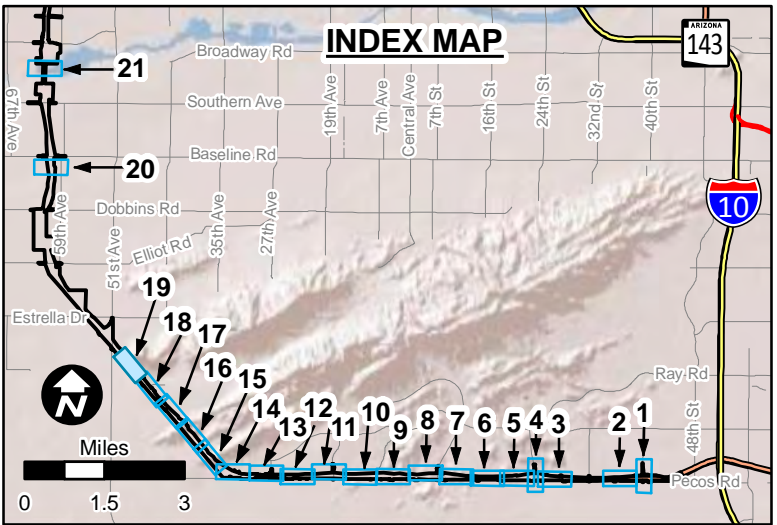 INDEX MAP
ARIZONA
143
Broadway Rd
21
67th Ave
Southern Ave
19th Ave
7th Ave
Central Ave
7th St
16th St
24th St
32nd St
40th St
Baseline Rd
20
10
Dobbins Rd
59th Ave
51st Ave
Elliot Rd
35th Ave
27th Ave
Estrella Dr
19
18
17
16
15
14
13
12
11
10
9
8
7
6
5
4
3
2
1
Ray Rd
48th St
Pecos Rd
N
Miles
0 1.5 3